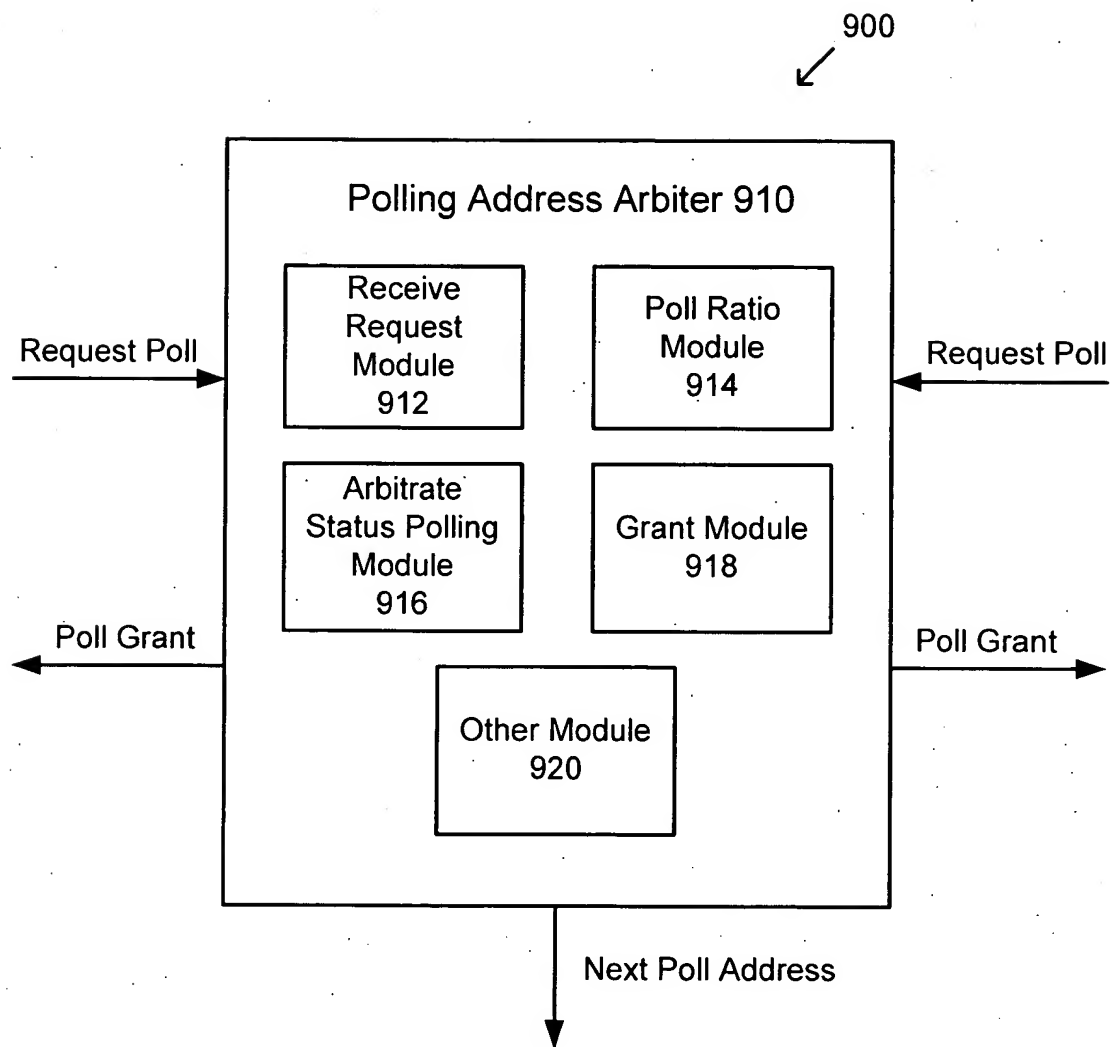 900
Polling Address Arbiter 910
Receive
Request
Module
912
Poll Ratio
Module
914
Request Poll
Request Poll
Arbitrate
Status Polling
Module
916
Grant Module
918
Poll Grant
Poll Grant
Other Module
920
Next Poll Address